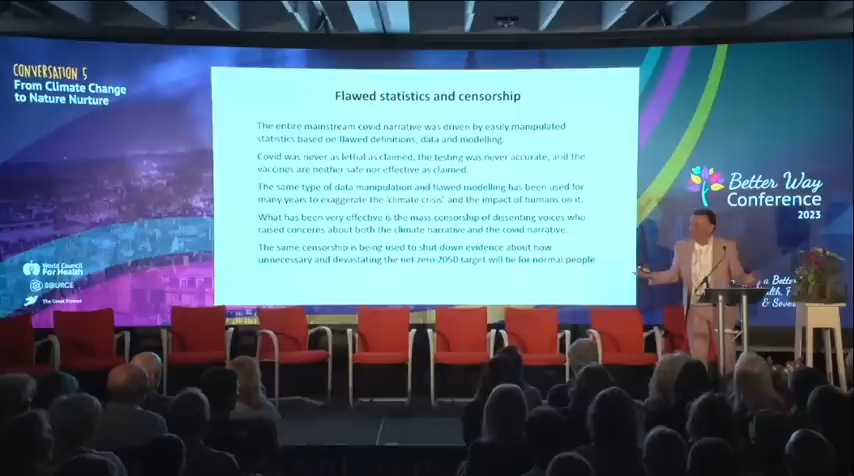 CONVERSATION 5
From Climate Change
to Nature Nurture
Flawed statistics and censorship
The entire mainstream covid narrative was driven by easily manipulated
statistics based on flawed definitions, data and modelling.
Covid was never as lethal as claimed, the testing was never accurate, and the
vaccines are neither safe nor effective as claimed.
The same type of data manipulation and flawed modelling has been used for
many years to exaggerate the 'climate crisis' and the impact of humans on it.
What has been very effective is the mass censorship of dissenting voices who
raised concerns about both the climate narrative and the covid narrative.
The same censorship is being used to shut down evidence about how
unnecessary and devastating the net zero 2050 target will be for normal people
Better Way
Conference
2023
World Council
For Health
SOURCE
The Great
a Better
&